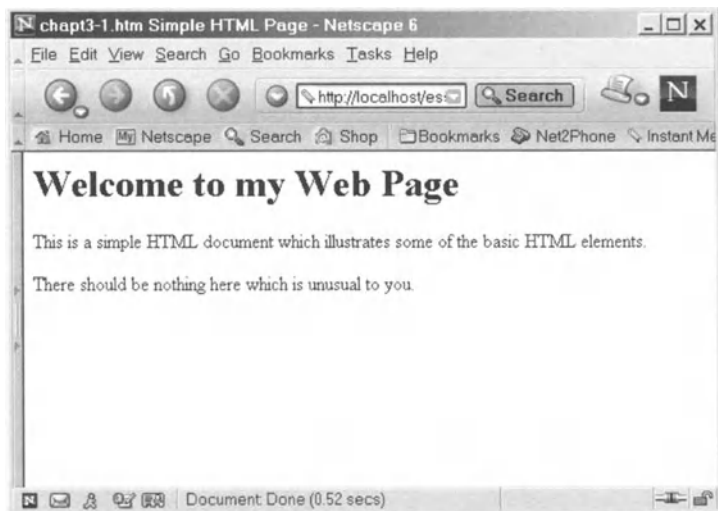 N chapt3-1.htm Simple HTML Page - Netscape 6
File Edit View Search Go Bookmarks Tasks Help
http://localhost/es Search N
Home My Netscape Search Shop Bookmarks Net2Phone Instant Me
Welcome to my Web Page
This is a simple HTML document which illustrates some of the basic HTML elements.
There should be nothing here which is unusual to you.
N Document: Done (0.52 secs)